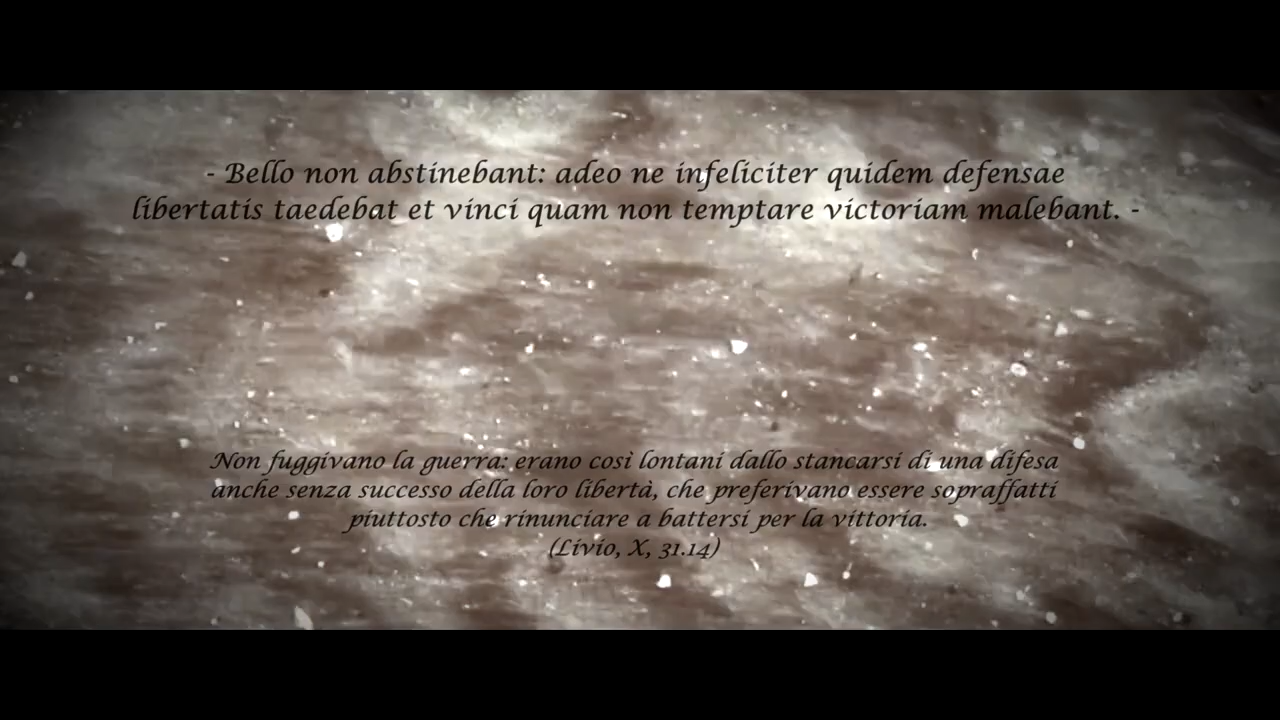 - Bello non abstinebant: adeo ne infeliciter quidem defensae
libertatis taedebat et vinci quam non temptare victoriam malebant. -
Non fuggivano la guerra: erano così lontani dallo stancarsi di una difesa
anche senza successo della loro libertà, che preferivano essere sopraffatti
piuttosto che rinunciare a battersi per la vittoria.
(Livio, X, 31.14)